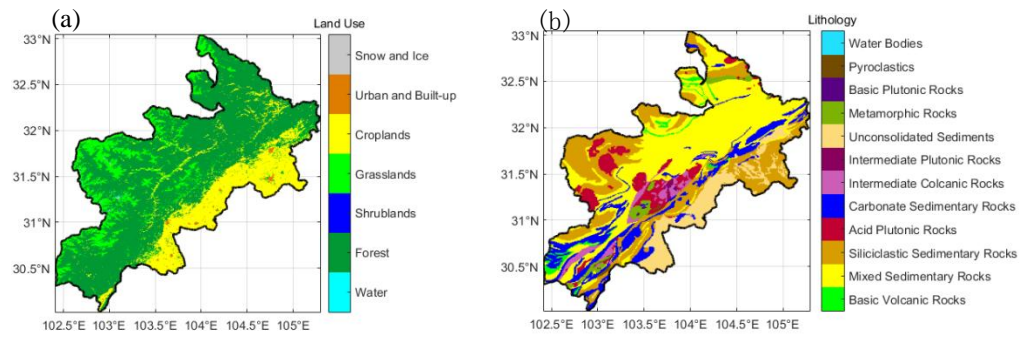 (a)
Land Use
33°N
32.5°N
32°N
31.5°N
31°N
30.5°N
102.5°E 103°E 103.5°E 104°E 104.5°E 105°E
Snow and Ice
Urban and Built-up
Croplands
Grasslands
Shrublands
Forest
Water
(b)
Lithology
33°N
32.5°N
32°N
31.5°N
31°N
30.5°N
102.5°E 103°E 103.5°E 104°E 104.5°E 105°E
Water Bodies
Pyroclastics
Basic Plutonic Rocks
Metamorphic Rocks
Unconsolidated Sediments
Intermediate Plutonic Rocks
Intermediate Colcanic Rocks
Carbonate Sedimentary Rocks
Acid Plutonic Rocks
Siliciclastic Sedimentary Rocks
Mixed Sedimentary Rocks
Basic Volcanic Rocks